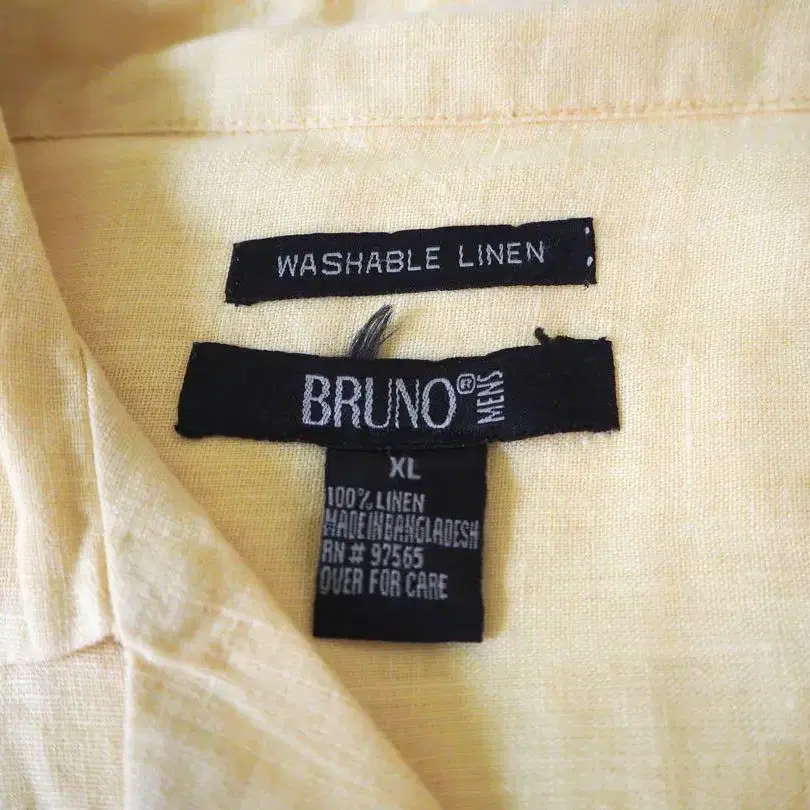 WASHABLE LINEN
BRUNO® MENS
XL
100% LINEN
MADE IN BANGLADESH
RN # 97565
OVER FOR CARE